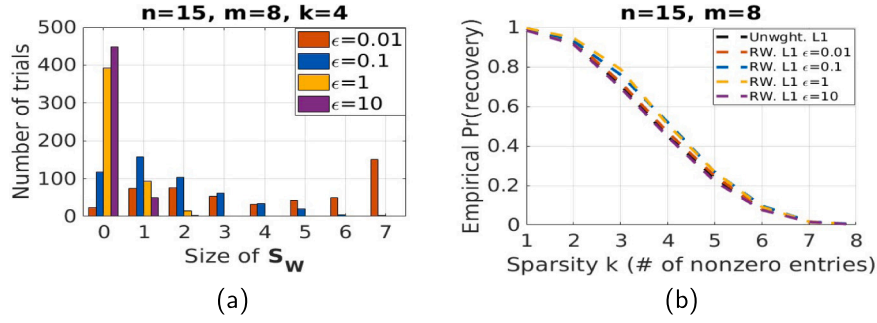 n=15, m=8, k=4
Number of trials
500
400
300
200
100
0
ϵ=0.01
ϵ=0.1
ϵ=1
ϵ=10
0 1 2 3 4 5 6 7
Size of S_W
(a)
n=15, m=8
Empirical Pr(recovery)
1
0.8
0.6
0.4
0.2
0
Unwght. L1
RW. L1 ϵ=0.01
RW. L1 ϵ=0.1
RW. L1 ϵ=1
RW. L1 ϵ=10
1 2 3 4 5 6 7 8
Sparsity k (# of nonzero entries)
(b)